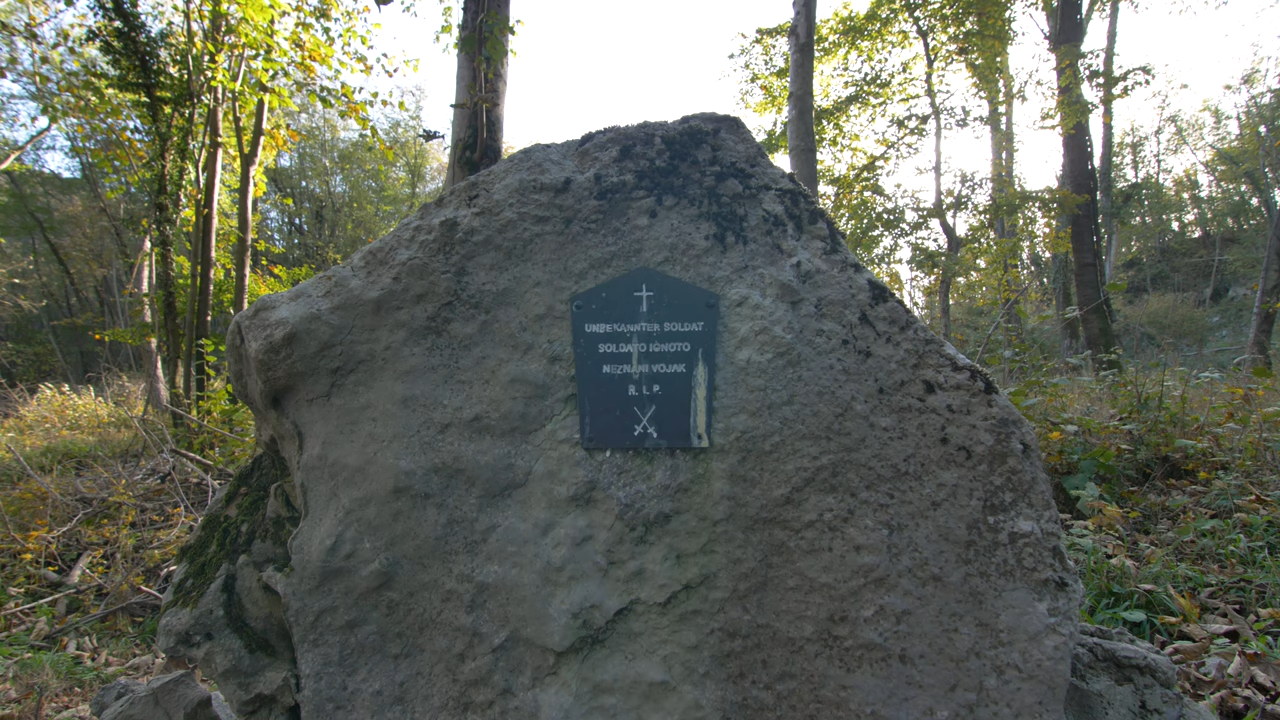 UNBEKANNTER SOLDAT
SOLDATO IGNOTO
NEZNANI VOJAK
R. I. P.